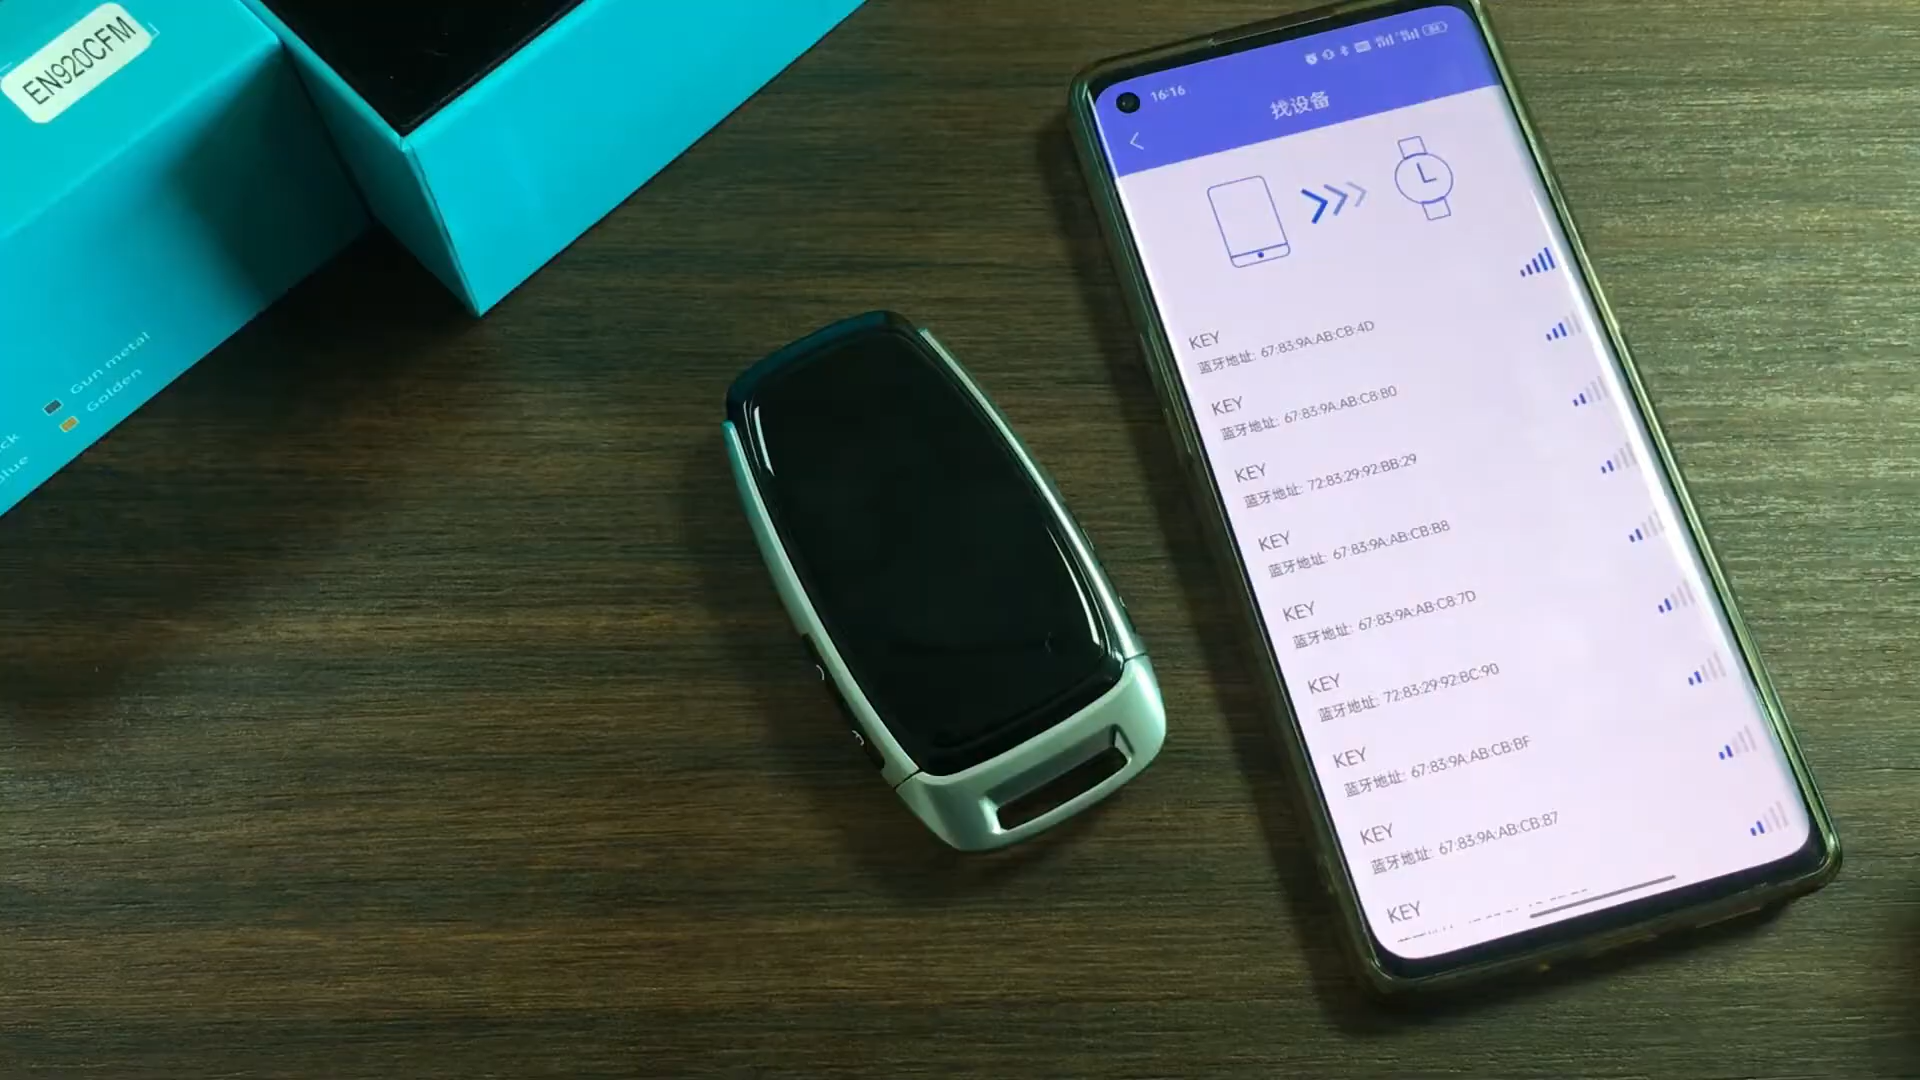 EN920CFM
Gun metal
Golden
16:16
找设备
KEY
蓝牙地址: 67:83:9A:AB:CB:4D
KEY
蓝牙地址: 67:83:9A:AB:C8:80
KEY
蓝牙地址: 72:83:29:92:BB:29
KEY
蓝牙地址: 67:83:9A:AB:CB:B8
KEY
蓝牙地址: 67:83:9A:AB:C8:7D
KEY
蓝牙地址: 72:83:29:92:BC:90
KEY
蓝牙地址: 67:83:9A:AB:CB:BF
KEY
蓝牙地址: 67:83:9A:AB:CB:B7
KEY